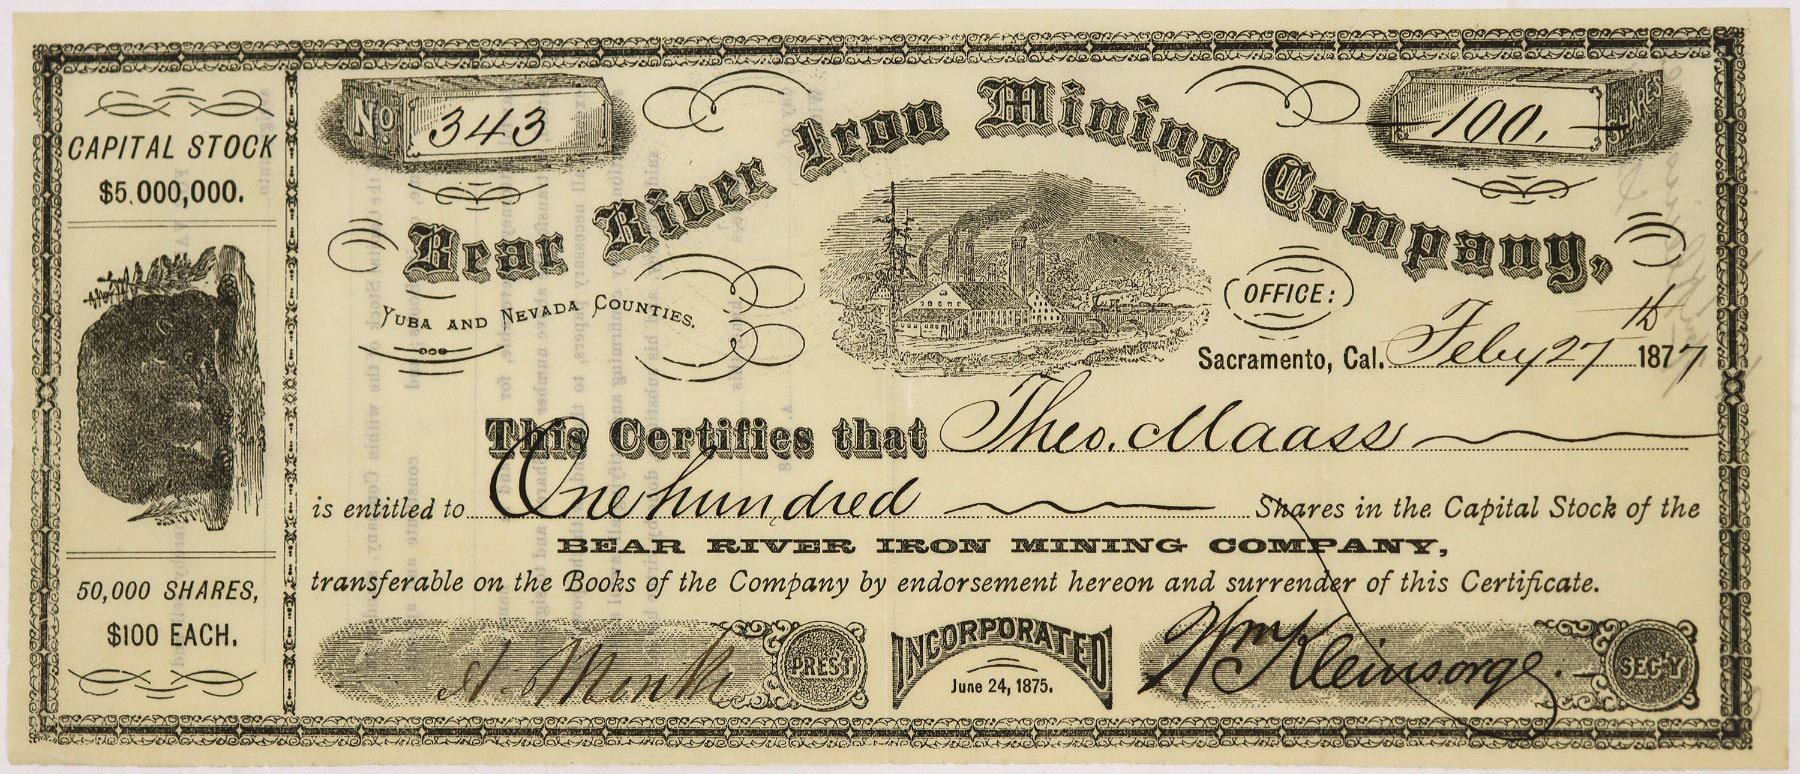 CAPITAL STOCK
$5.000,000.
50,000 SHARES,
$100 EACH.
No 343
100. SHARES
Bear River Iron Mining Company,
YUBA AND NEVADA COUNTIES.
OFFICE:
Sacramento, Cal. Feby 27th 1877
This Certifies that Theo. Maass
is entitled to One hundred Shares in the Capital Stock of the
BEAR RIVER IRON MINING COMPANY,
transferable on the Books of the Company by endorsement hereon and surrender of this Certificate.
A. Menke PRES'T
INCORPORATED
June 24, 1875.
Wm Kleinsorge. SEC'Y